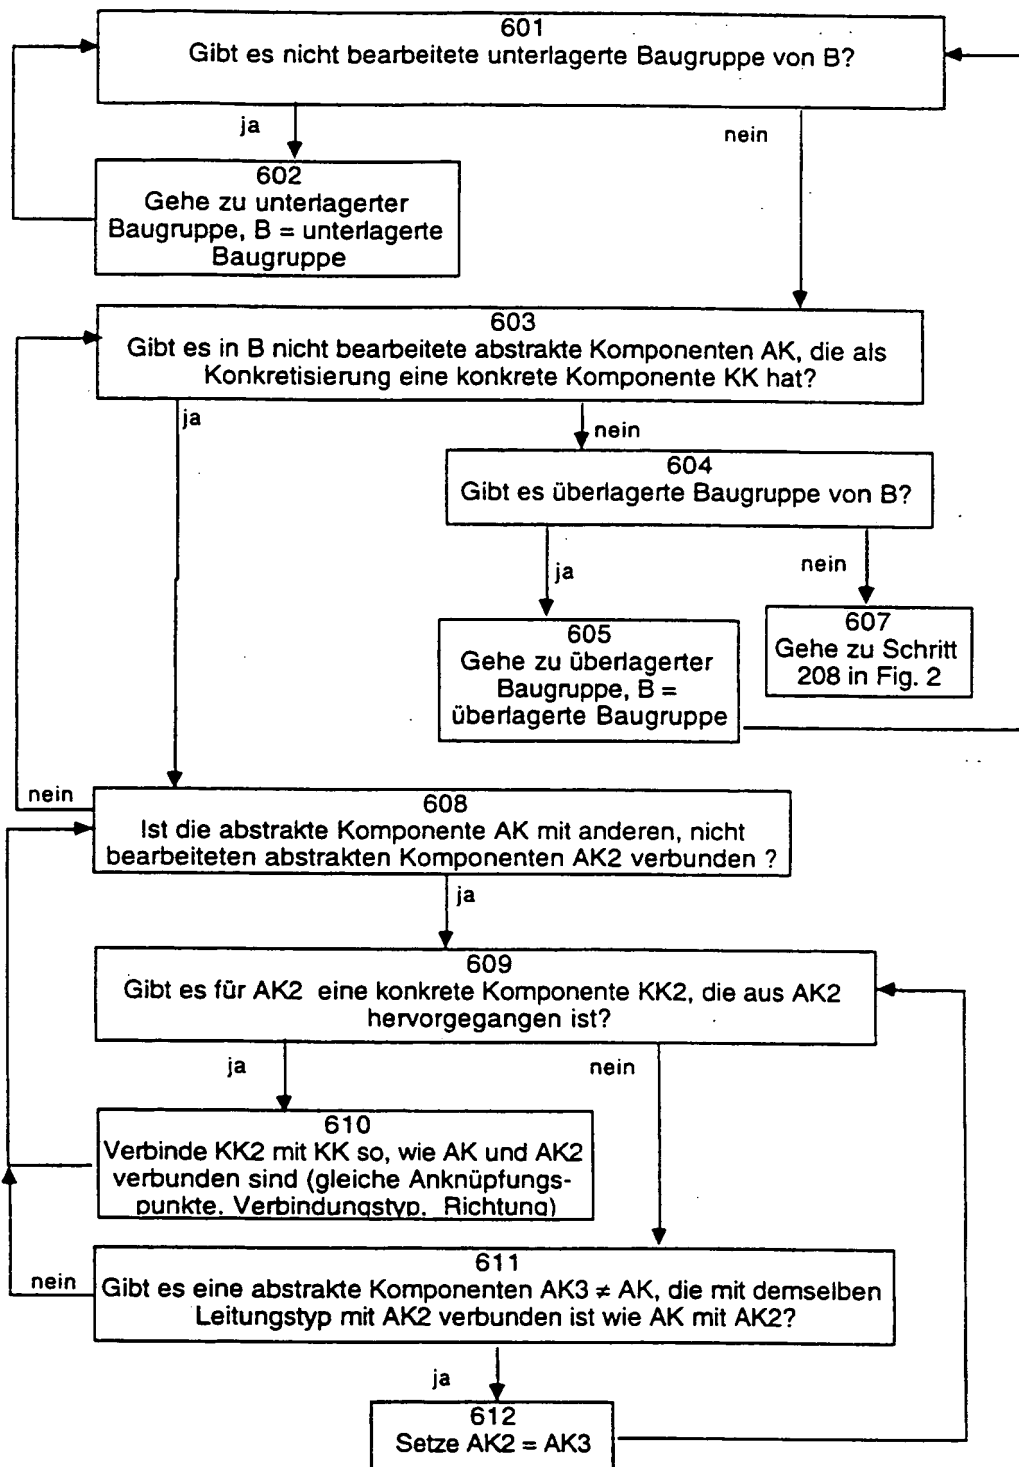 601
Gibt es nicht bearbeitete unterlagerte Baugruppe von B?
ja
nein
602
Gehe zu unterlagerter
Baugruppe, B = unterlagerte
Baugruppe
603
Gibt es in B nicht bearbeitete abstrakte Komponenten AK, die als
Konkretisierung eine konkrete Komponente KK hat?
ja
nein
604
Gibt es überlagerte Baugruppe von B?
ja
nein
605
Gehe zu überlagerter
Baugruppe, B =
überlagerte Baugruppe
607
Gehe zu Schritt
208 in Fig. 2
nein
608
Ist die abstrakte Komponente AK mit anderen, nicht
bearbeiteten abstrakten Komponenten AK2 verbunden ?
ja
609
Gibt es für AK2 eine konkrete Komponente KK2, die aus AK2
hervorgegangen ist?
ja
nein
610
Verbinde KK2 mit KK so, wie AK und AK2
verbunden sind (gleiche Anknüpfungs-
punkte, Verbindungstyp, Richtung)
nein
611
Gibt es eine abstrakte Komponenten AK3 ≠ AK, die mit demselben
Leitungstyp mit AK2 verbunden ist wie AK mit AK2?
ja
612
Setze AK2 = AK3